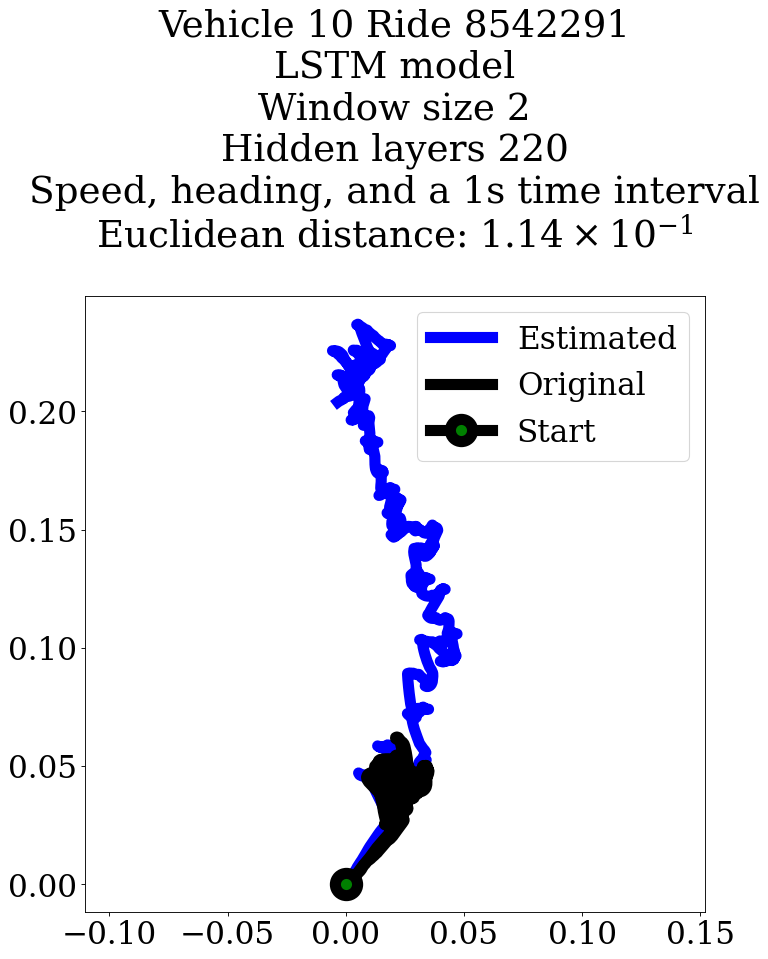 Vehicle 10 Ride 8542291
LSTM model
Window size 2
Hidden layers 220
Speed, heading, and a 1s time interval
Euclidean distance: 1.14 × 10⁻¹
Estimated
Original
Start
0.20
0.15
0.10
0.05
0.00
−0.10 −0.05 0.00 0.05 0.10 0.15